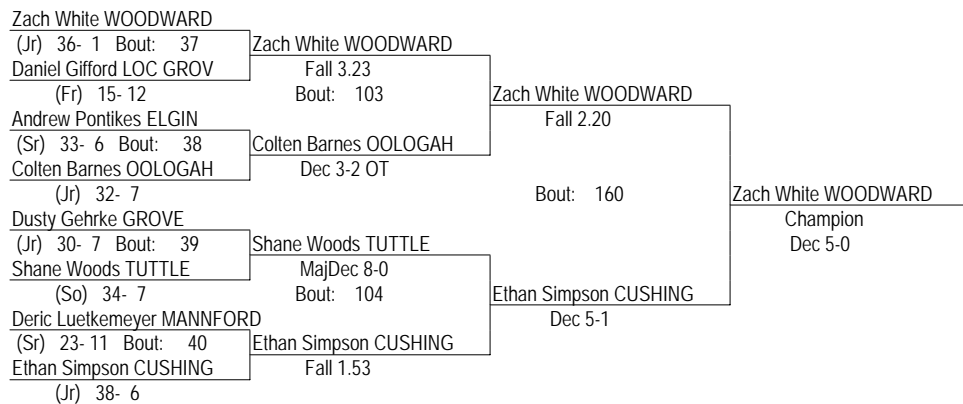 Zach White WOODWARD
(Jr) 36- 1 Bout: 37
Zach White WOODWARD
Daniel Gifford LOC GROV
Fall 3.23
(Fr) 15- 12
Bout: 103
Zach White WOODWARD
Andrew Pontikes ELGIN
Fall 2.20
(Sr) 33- 6 Bout: 38
Colten Barnes OOLOGAH
Colten Barnes OOLOGAH
Dec 3-2 OT
(Jr) 32- 7
Bout: 160
Zach White WOODWARD
Dusty Gehrke GROVE
Champion
(Jr) 30- 7 Bout: 39
Shane Woods TUTTLE
Dec 5-0
Shane Woods TUTTLE
MajDec 8-0
(So) 34- 7
Bout: 104
Ethan Simpson CUSHING
Deric Luetkemeyer MANNFORD
Dec 5-1
(Sr) 23- 11 Bout: 40
Ethan Simpson CUSHING
Ethan Simpson CUSHING
Fall 1.53
(Jr) 38- 6